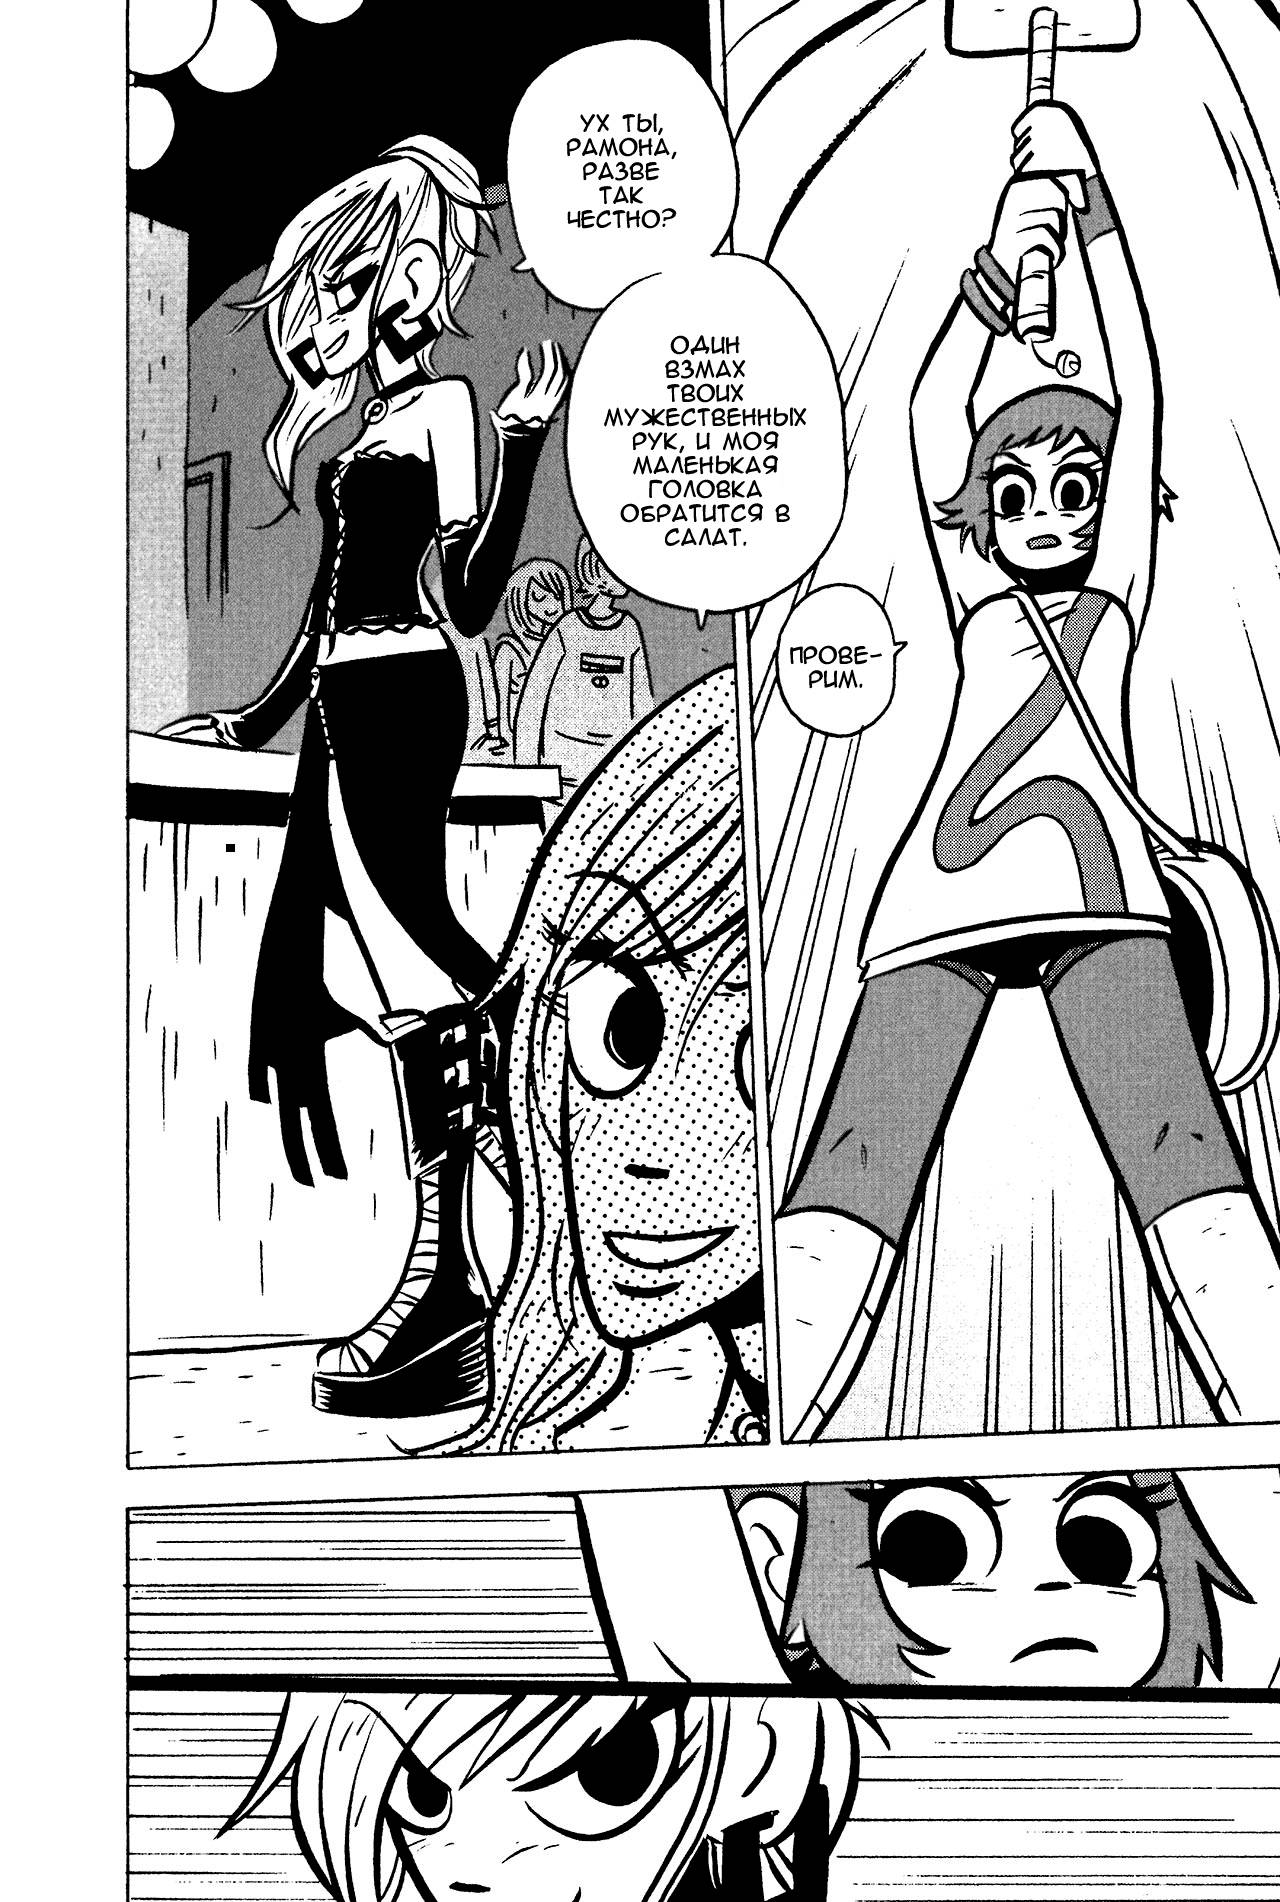 УХ ТЫ,
РАМОНА,
РАЗВЕ
ТАК
ЧЕСТНО?
ОДИН
ВЗМАХ
ТВОИХ
МУЖЕСТВЕННЫХ
РУК, И МОЯ
МАЛЕНЬКАЯ
ГОЛОВКА
ОБРАТИТСЯ В
САЛАТ.
ПРОВЕ-
РИМ.